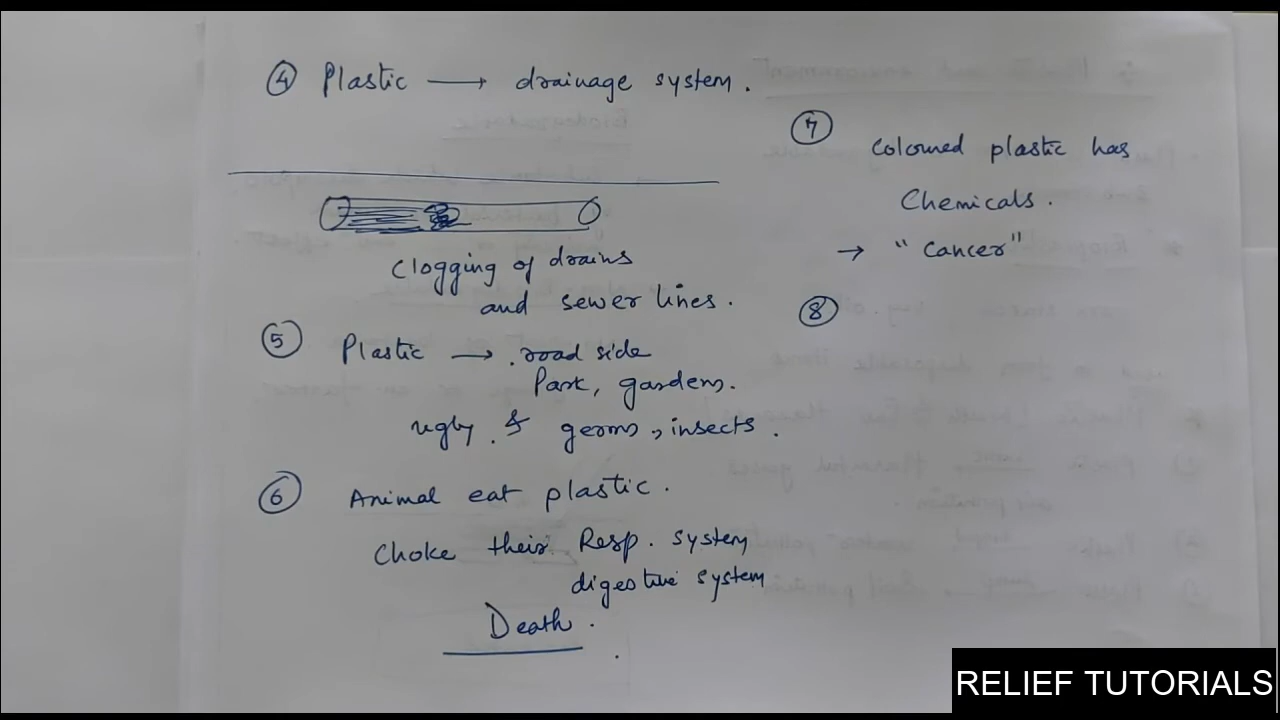 ④ Plastic → drainage system.
Clogging of drains
and sewer lines.
⑤ Plastic → road side
Park, gardens.
ugly & germs, insects.
⑥ Animal eat plastic.
Choke their Resp. system
digestive system
Death.
⑦
Coloured plastic has
Chemicals.
→ "Cancer"
⑧
RELIEF TUTORIALS